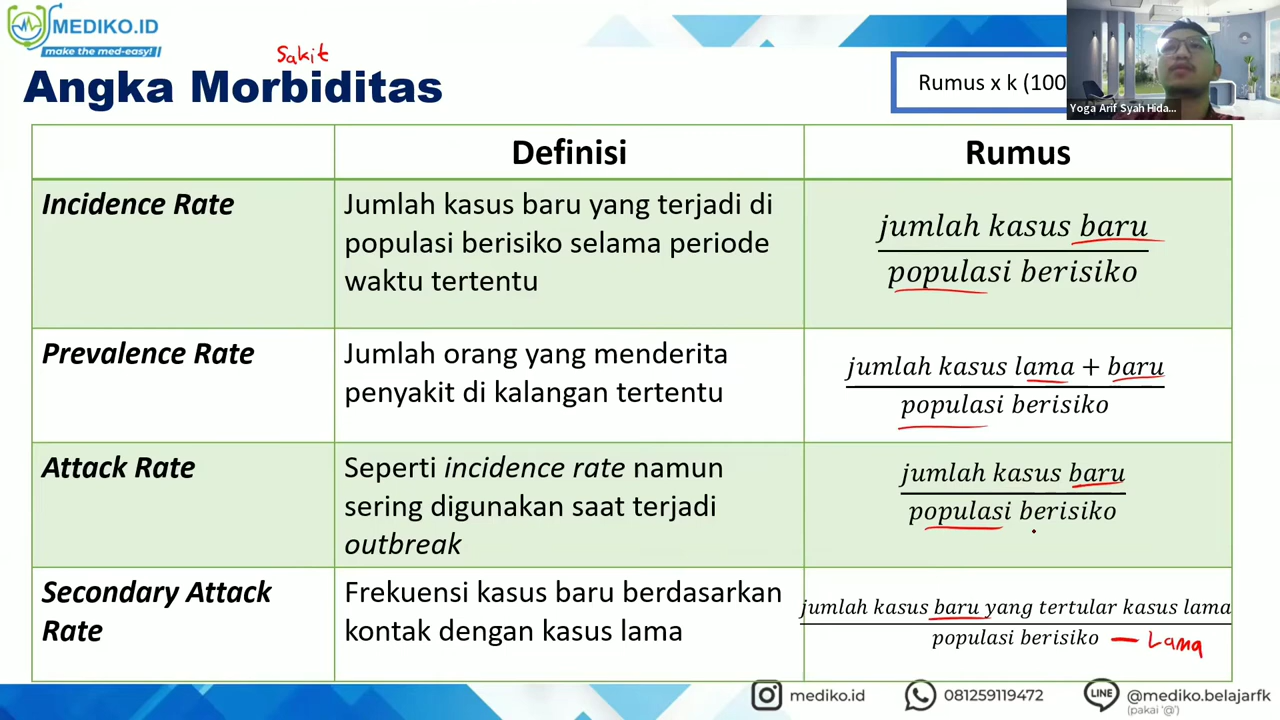 MEDIKO.ID
make the med-easy!
Sakit
Angka Morbiditas
Rumus x k (100
Yoga Arif Syah Hida...
Definisi
Rumus
Incidence Rate
Jumlah kasus baru yang terjadi di
populasi berisiko selama periode
waktu tertentu
jumlah kasus baru
populasi berisiko
Prevalence Rate
Jumlah orang yang menderita
penyakit di kalangan tertentu
jumlah kasus lama + baru
populasi berisiko
Attack Rate
Seperti incidence rate namun
sering digunakan saat terjadi
outbreak
jumlah kasus baru
populasi berisiko
Secondary Attack
Rate
Frekuensi kasus baru berdasarkan
kontak dengan kasus lama
jumlah kasus baru yang tertular kasus lama
populasi berisiko — Lama
mediko.id
081259119472
LINE
@mediko.belajarfk
(pakai '@')